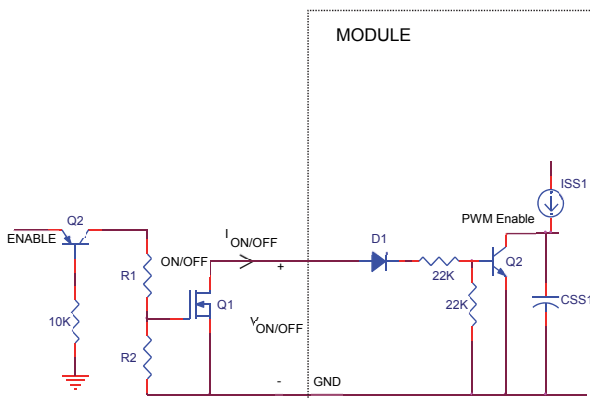 MODULE
ISS1
PWM Enable
Q2
ENABLE
I
ON/OFF
D1
ON/OFF
+
22K
Q2
R1
Q1
22K
CSS1
10K
V
ON/OFF
R2
-
GND